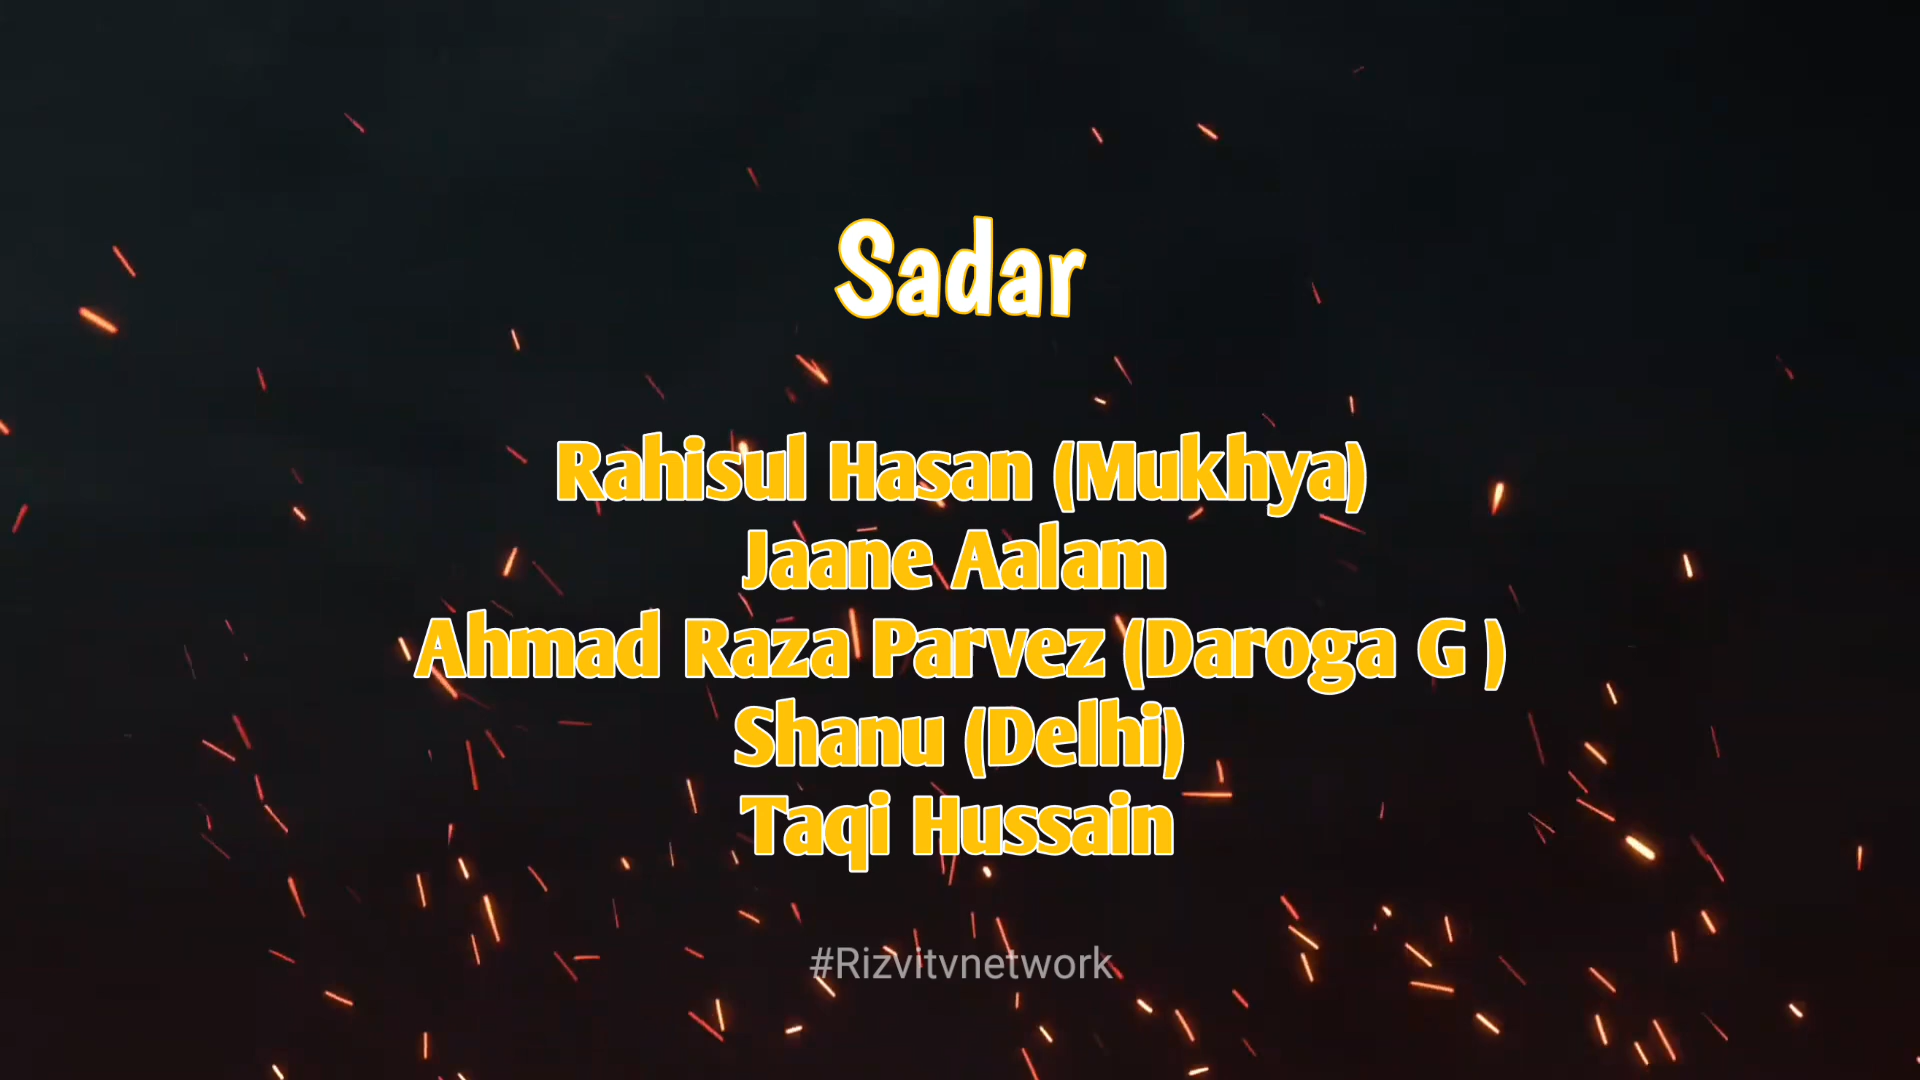 Sadar
Rahisul Hasan (Mukhya)
Jaane Aalam
Ahmad Raza Parvez (Daroga G )
Shanu (Delhi)
Taqi Hussain
#Rizvitvnetwork